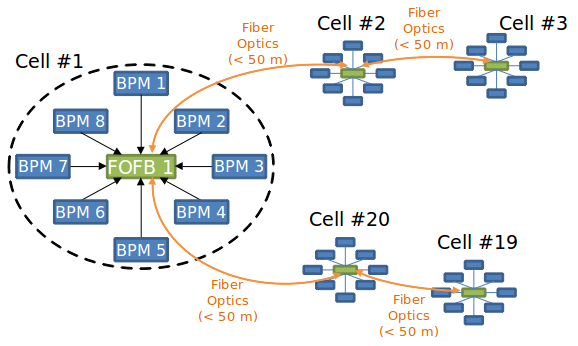 Cell #1
BPM 1
BPM 8
BPM 2
BPM 7
FOFB 1
BPM 3
BPM 6
BPM 4
BPM 5
Fiber
Optics
(< 50 m)
Cell #2
Fiber
Optics
(< 50 m)
Cell #3
Cell #20
Fiber
Optics
(< 50 m)
Cell #19
Fiber
Optics
(< 50 m)